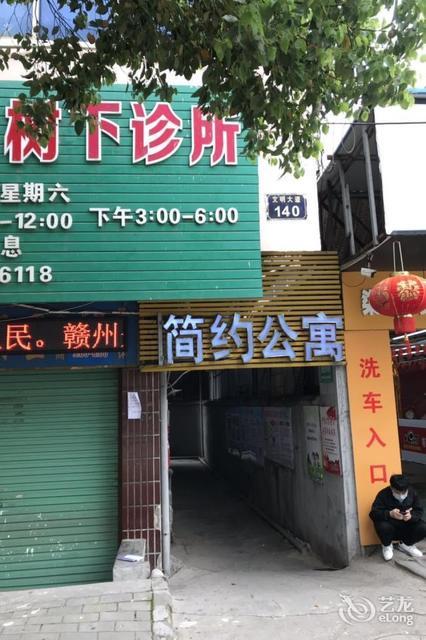 树下诊所
星期六
-12:00 下午3:00-6:00
息
6118
文明大道
140
民。赣州
简约公寓
洗车入口
艺龙
eLong